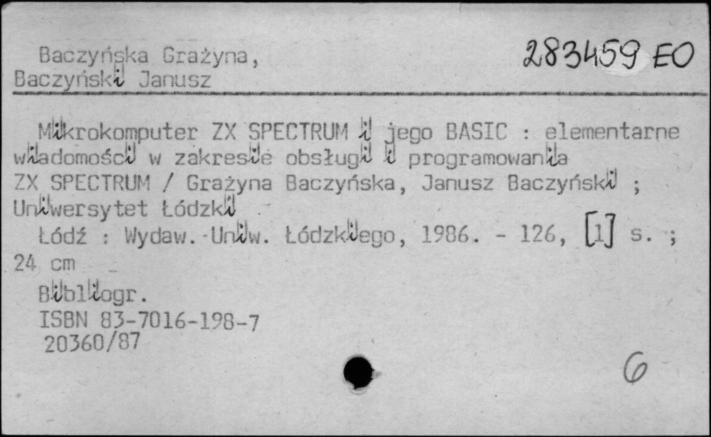 Baczyńska Grażyna, 283459 EO
Baczyński Janusz
Mikrokomputer ZX SPECTRUM i jego BASIC : elementarne
wiadomości w zakresie obsługi i programowania
ZX SPECTRUM / Grażyna Baczyńska, Janusz Baczyński ;
Uniwersytet Łódzki
Łódź : Wydaw. Uniw. Łódzkiego, 1986. - 126, [1] s. ;
24 cm
Bibliogr.
ISBN 83-7016-198-7
20360/87
6